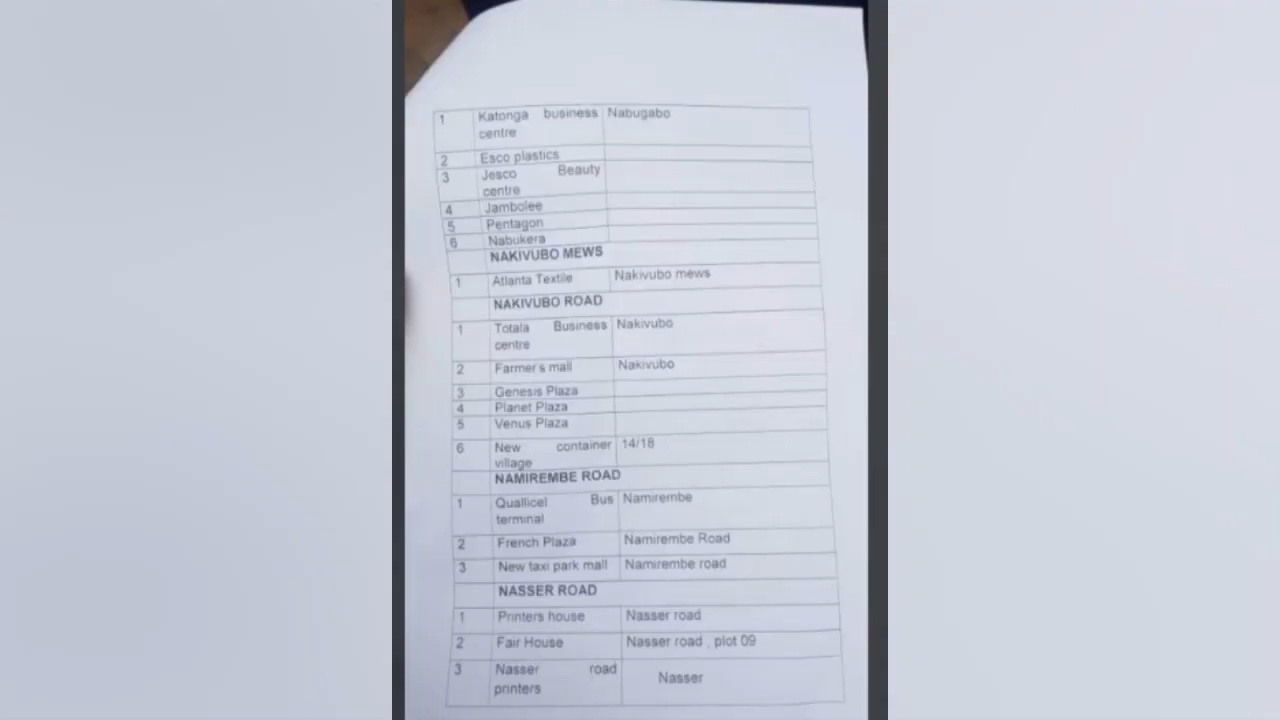 1 Katonga business Nabugabo
centre
2 Esco plastics
3 Jesco Beauty
centre
4 Jambolee
5 Pentagon
6 Nabukera
NAKIVUBO MEWS
1 Atlanta Textile Nakivubo mews
NAKIVUBO ROAD
1 Totala Business Nakivubo
centre
2 Farmer's mall Nakivubo
3 Genesis Plaza
4 Planet Plaza
5 Venus Plaza
6 New container 14/18
village
NAMIREMBE ROAD
1 Quallicel Bus Namirembe
terminal
2 French Plaza Namirembe Road
3 New taxi park mall Namirembe road
NASSER ROAD
1 Printers house Nasser road
2 Fair House Nasser road , plot 09
3 Nasser road Nasser
printers